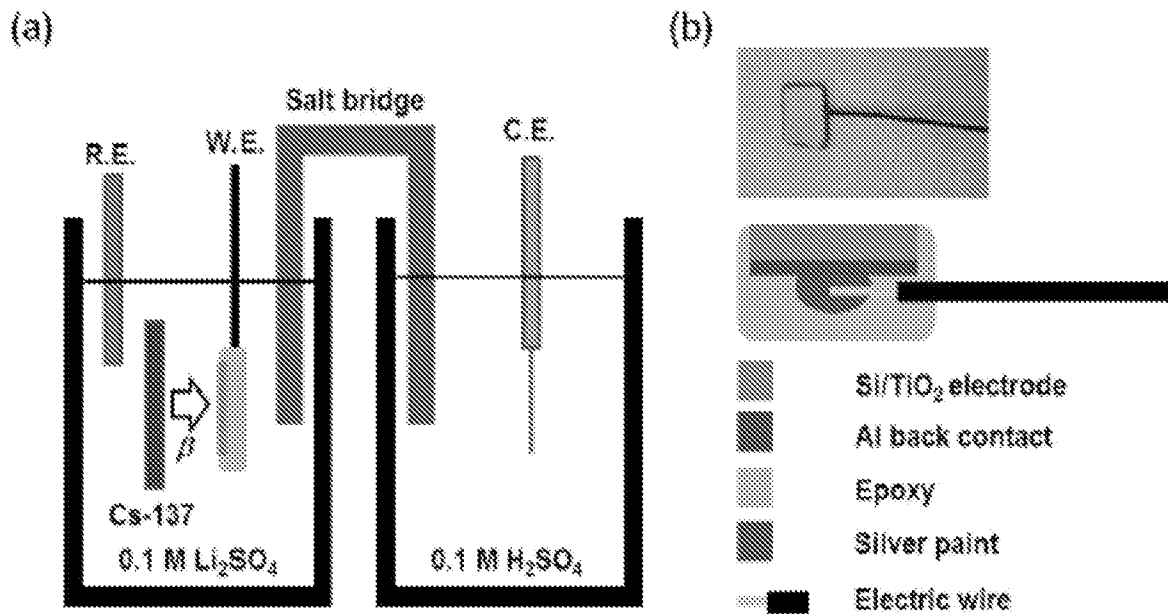 (a)
Salt bridge
R.E.
W.E.
C.E.
β
Cs-137
0.1 M Li₂SO₄
0.1 M H₂SO₄
(b)
Si/TiO₂ electrode
Al back contact
Epoxy
Silver paint
Electric wire